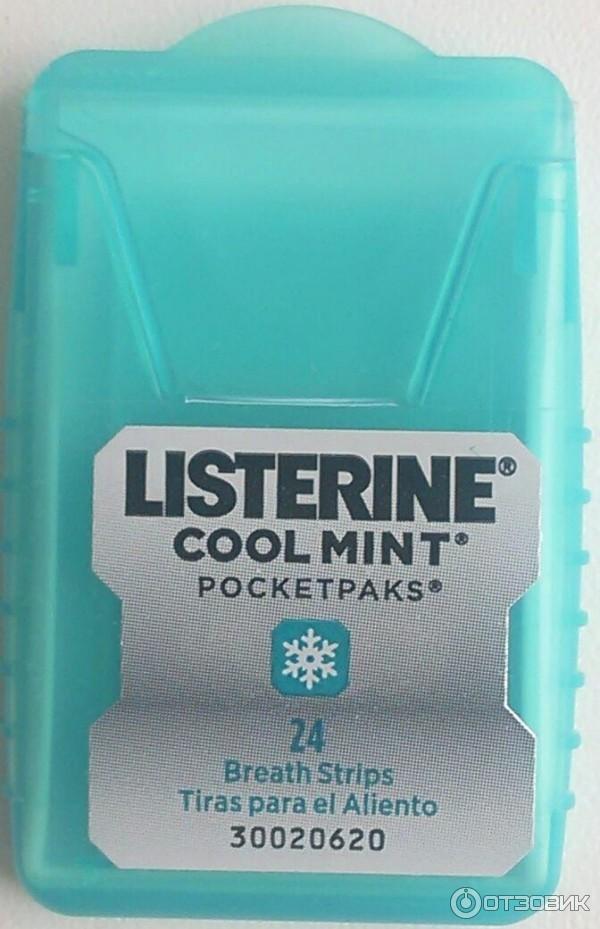 LISTERINE®
COOL MINT®
POCKETPAKS®
24
Breath Strips
Tiras para el Aliento
30020620
ОТЗОВИК